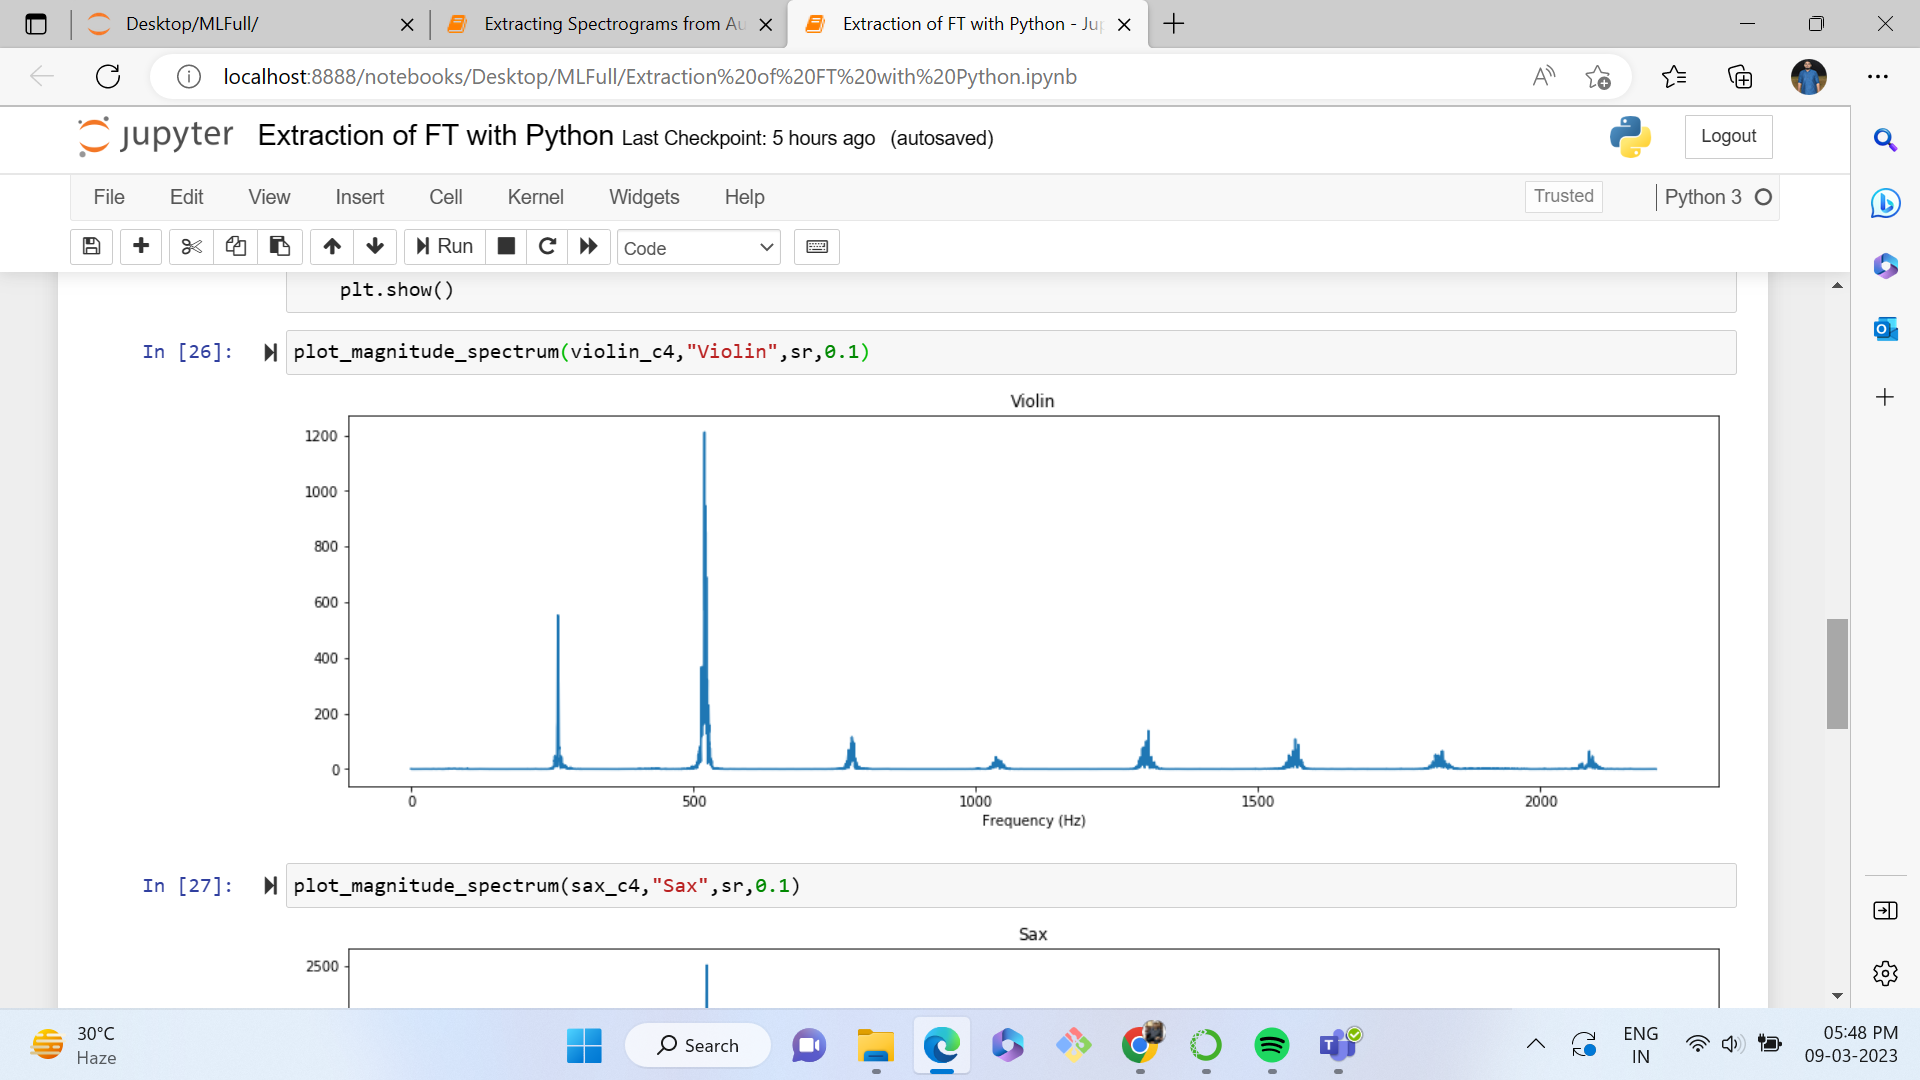 Desktop/MLFull/
Extracting Spectrograms from Au
Extraction of FT with Python - Jup
localhost:8888/notebooks/Desktop/MLFull/Extraction%20of%20FT%20with%20Python.ipynb
jupyter Extraction of FT with Python Last Checkpoint: 5 hours ago (autosaved)
Logout
File Edit View Insert Cell Kernel Widgets Help
Trusted
Python 3
Run
Code
plt.show()
In [26]:
plot_magnitude_spectrum(violin_c4,"Violin",sr,0.1)
Violin
1200
1000
800
600
400
200
0
0 500 1000 1500 2000
Frequency (Hz)
In [27]:
plot_magnitude_spectrum(sax_c4,"Sax",sr,0.1)
Sax
2500
30°C
Haze
Search
ENG
IN
05:48 PM
09-03-2023